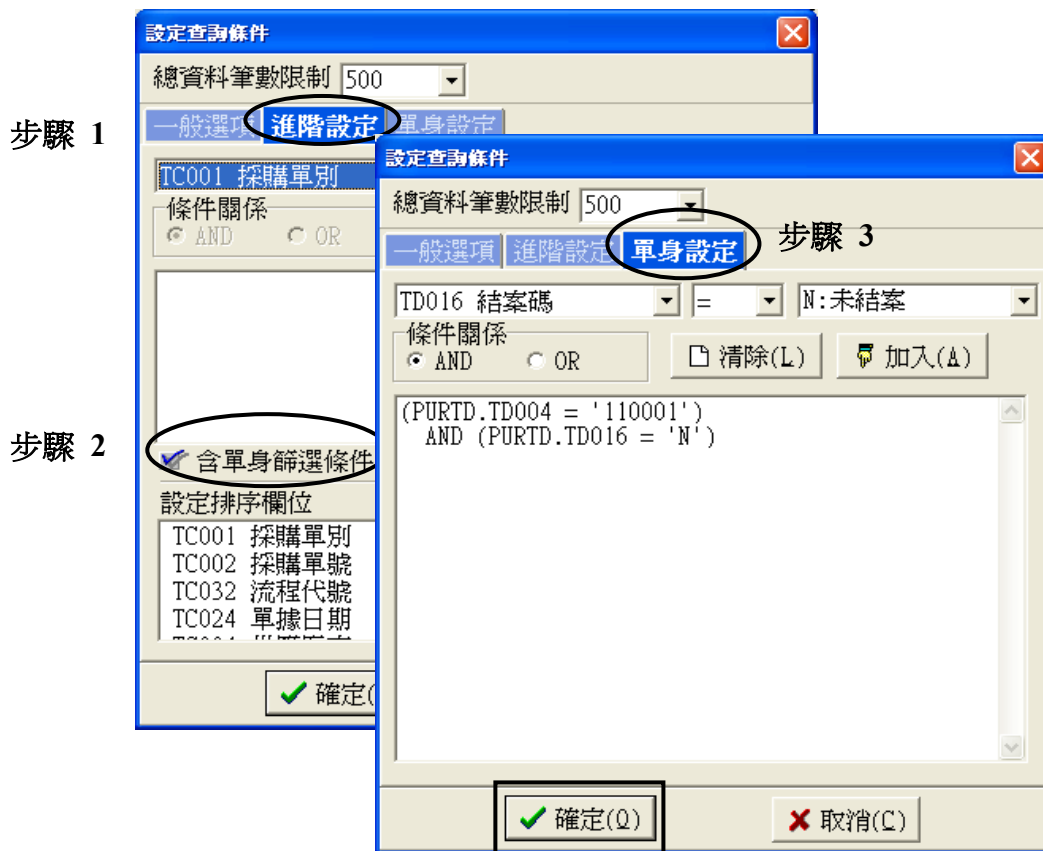 設定查詢條件
總資料筆數限制 500
步驟 1
一般選項 進階設定 單身設定
TC001 採購單別
條件關係
AND OR
步驟 2
含單身篩選條件
設定排序欄位
TC001 採購單別
TC002 採購單號
TC032 流程代號
TC024 單據日期
確定(
設定查詢條件
總資料筆數限制 500
步驟 3
一般選項 進階設定 單身設定
TD016 結案碼 = N:未結案
條件關係
AND OR 清除(L) 加入(A)
(PURTD.TD004 = '110001')
AND (PURTD.TD016 = 'N')
確定(O) 取消(C)